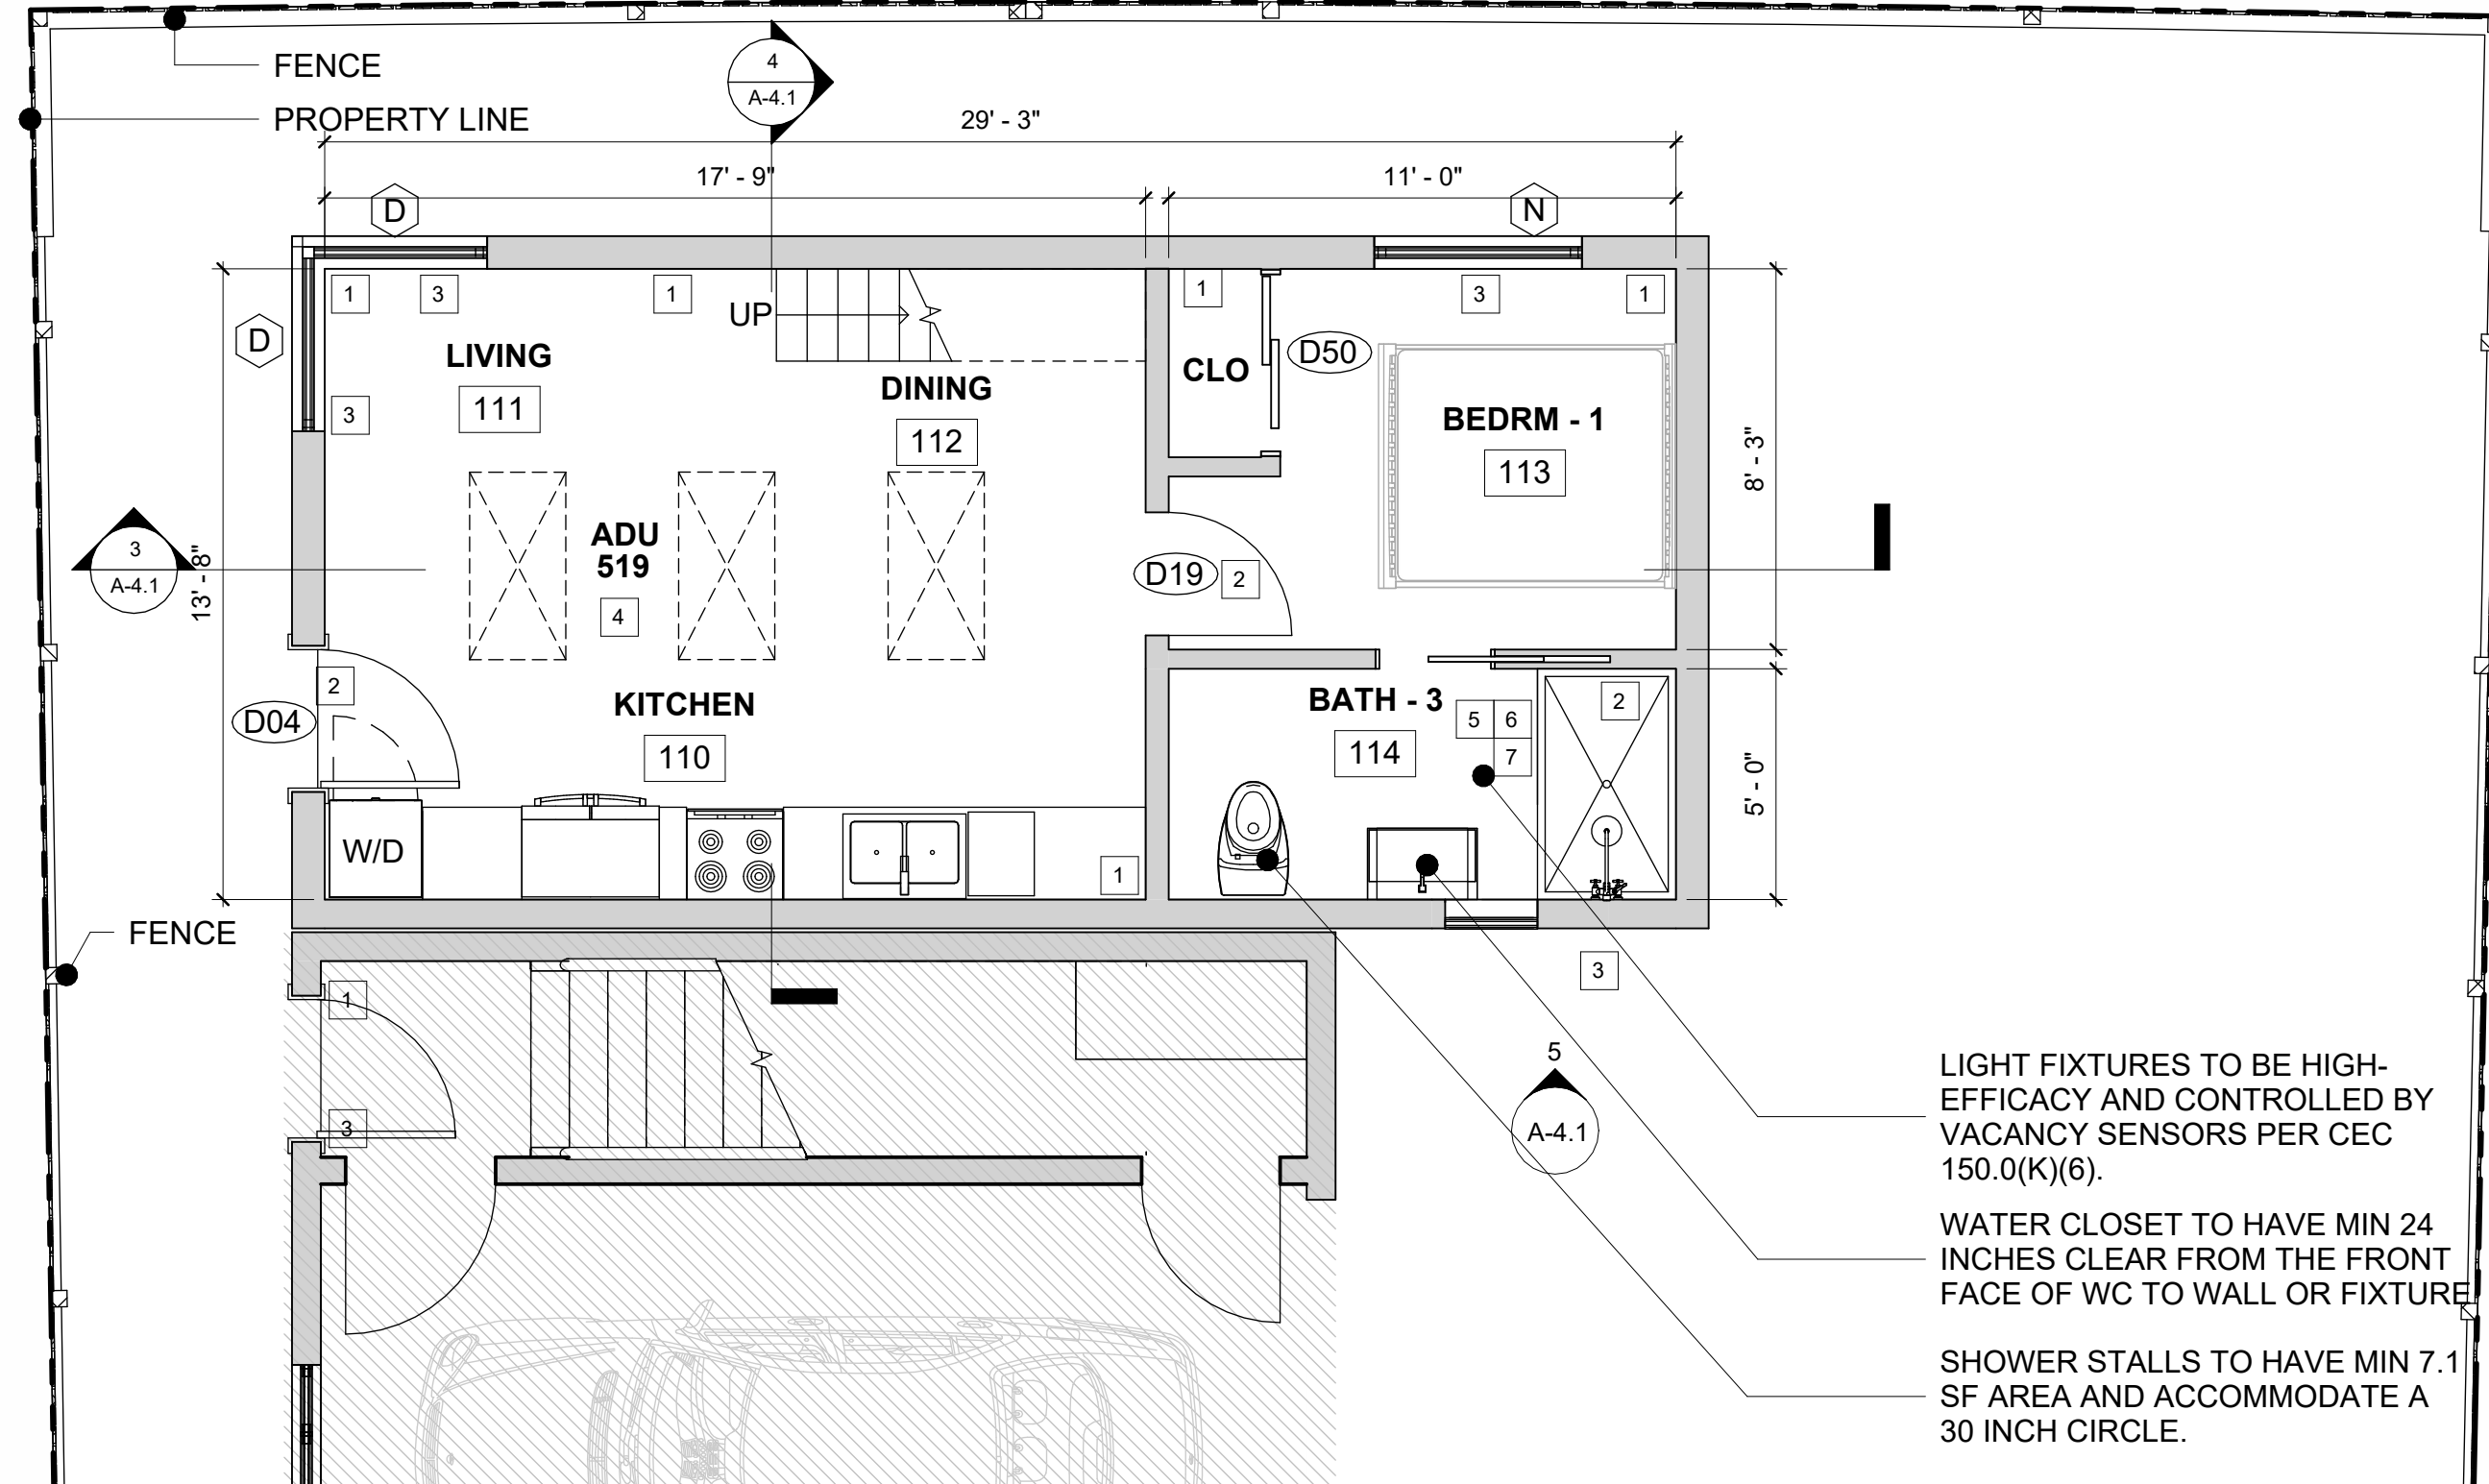 FENCE
PROPERTY LINE
4
A-4.1
29' - 3"
17' - 9"
11' - 0"
D
N
D
1
3
1
UP
1
3
1
LIVING
111
3
DINING
112
CLO
D50
BEDRM - 1
113
8' - 3"
3
A-4.1
13' - 8"
ADU
519
4
D19
2
2
D04
KITCHEN
110
BATH - 3
114
5
6
7
2
5' - 0"
W/D
1
FENCE
3
1
3
5
A-4.1
LIGHT FIXTURES TO BE HIGH-
EFFICACY AND CONTROLLED BY
VACANCY SENSORS PER CEC
150.0(K)(6).
WATER CLOSET TO HAVE MIN 24
INCHES CLEAR FROM THE FRONT
FACE OF WC TO WALL OR FIXTURE
SHOWER STALLS TO HAVE MIN 7.1
SF AREA AND ACCOMMODATE A
30 INCH CIRCLE.